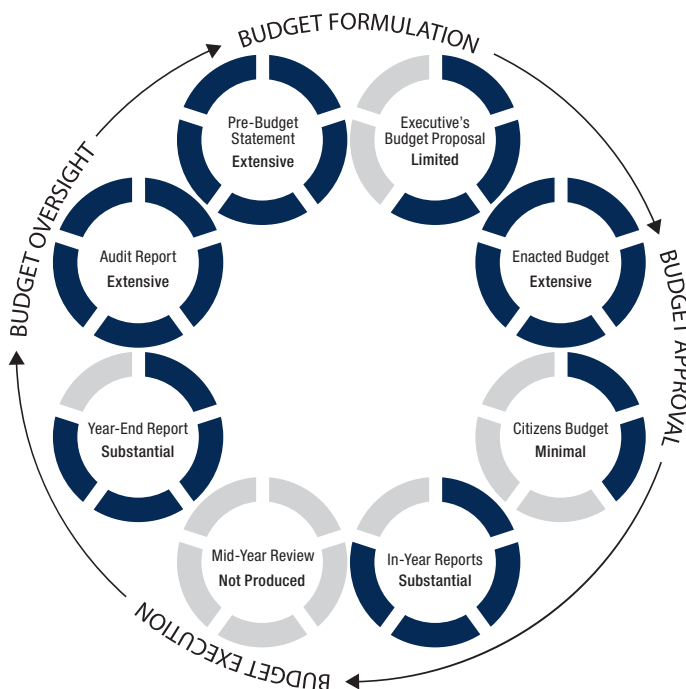 BUDGET FORMULATION
Pre-Budget
Statement
Extensive
Executive's
Budget Proposal
Limited
Enacted Budget
Extensive
BUDGET APPROVAL
Citizens Budget
Minimal
In-Year Reports
Substantial
Mid-Year Review
Not Produced
BUDGET EXECUTION
Year-End Report
Substantial
Audit Report
Extensive
BUDGET OVERSIGHT